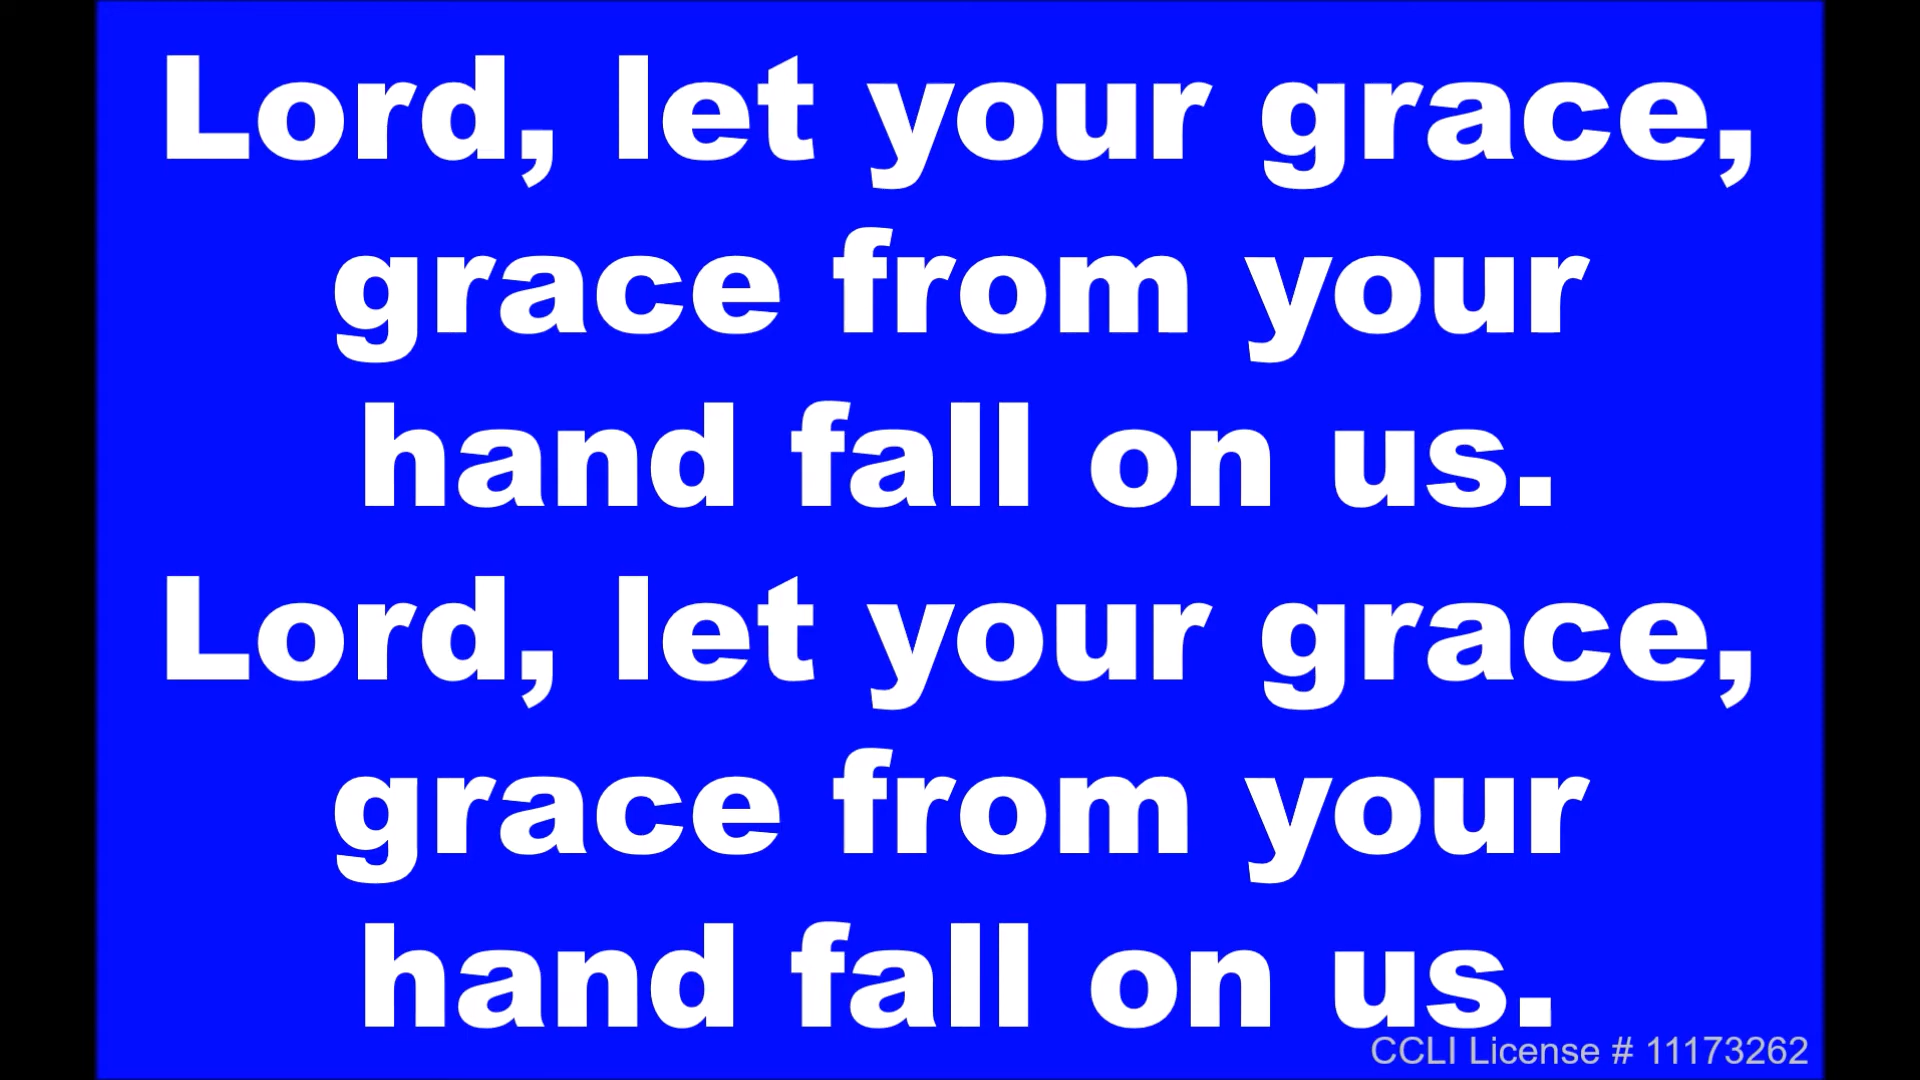 Lord, let your grace,
grace from your
hand fall on us.
Lord, let your grace,
grace from your
hand fall on us.
CCLI License # 11173262